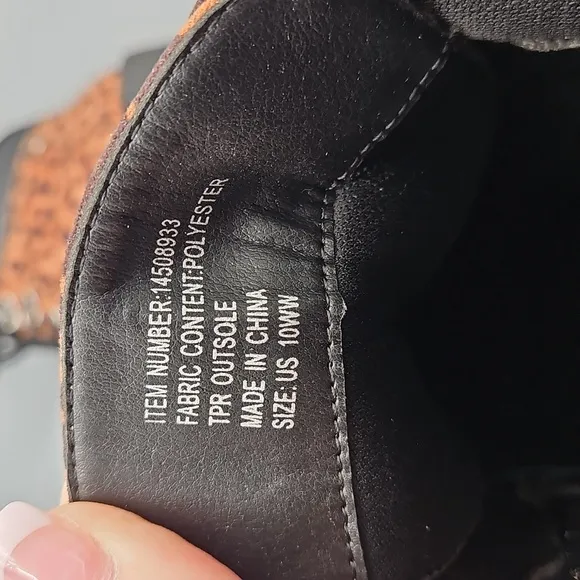 ITEM NUMBER:14508933
FABRIC CONTENT:POLYESTER
TPR OUTSOLE
MADE IN CHINA
SIZE: US 10WW